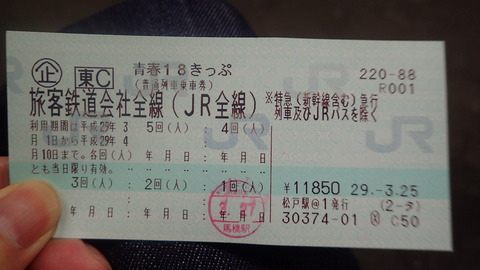 企 東C 青春18きっぷ
(普通列車乗車券)
220-88
R001
旅客鉄道会社全線(JR全線)
※特急(新幹線含む)急行
列車及びJRバスを除く
利用期間は平成29年3
月1日から平成29年4
月10日まで。各回(人)
とも当日限り有効。
5回(人) : 4回(人) :
年 月 日 年 月 日
3回(人) : 2回(人) : 1回(人)
年 月 日 年 月 日 年 月 日
馬橋駅
¥11850 29.-3.25
松戸駅@1発行 (2-タ)
30374-01 C50